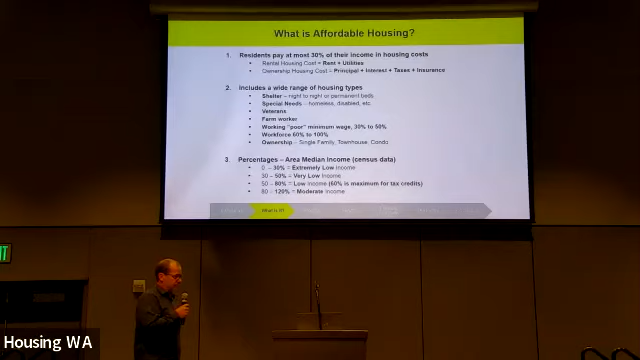 What is Affordable Housing?
1. Residents pay at most 30% of their income in housing costs
• Rental Housing Cost = Rent + Utilities
• Ownership Housing Cost = Principal + Interest + Taxes + Insurance
2. Includes a wide range of housing types
• Shelter – night to night or permanent beds
• Special Needs – homeless, disabled, etc.
• Veterans
• Farm worker
• Working "poor" minimum wage, 30% to 50%
• Workforce 60% to 100%
• Ownership – Single Family, Townhouse, Condo
3. Percentages – Area Median Income (census data)
• 0 – 30% = Extremely Low Income
• 30 – 50% = Very Low Income
• 50 – 80% = Low income (60% is maximum for tax credits)
• 80 – 120% = Moderate Income
What is it?
IT
Housing WA